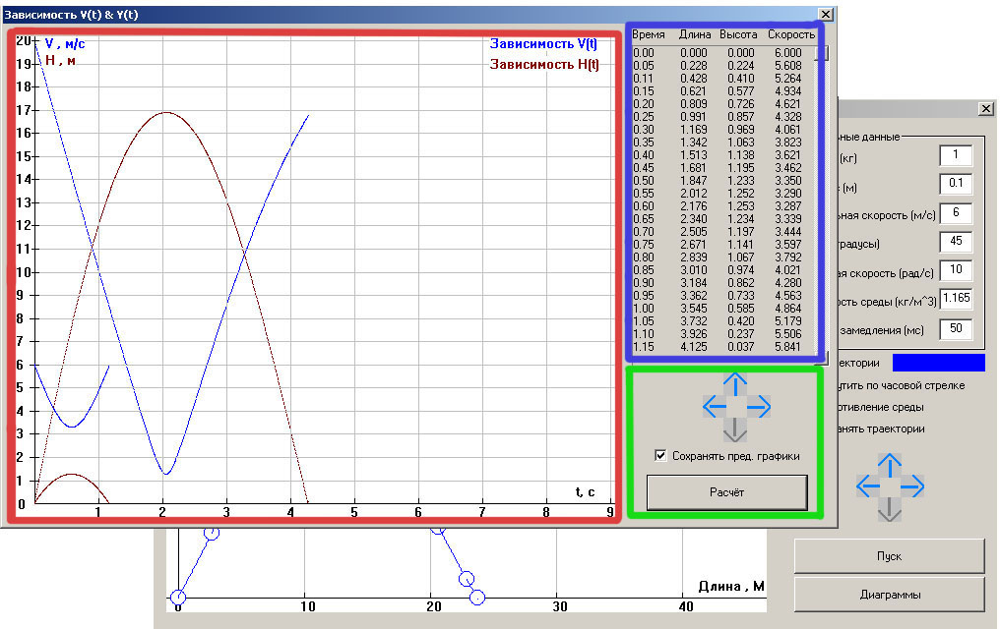 Зависимость V(t) & Y(t)
20
19
18
17
16
15
14
13
12
11
10
9
8
7
6
5
4
3
2
1
0
V , м/с
H , м
Зависимость V(t)
Зависимость H(t)
t, с
1 2 3 4 5 6 7 8 9
Время Длина Высота Скорость
0.00 0.000 0.000 6.000
0.05 0.228 0.224 5.608
0.11 0.428 0.410 5.264
0.15 0.621 0.577 4.934
0.20 0.809 0.726 4.621
0.25 0.991 0.857 4.328
0.30 1.169 0.969 4.061
0.35 1.342 1.063 3.823
0.40 1.513 1.138 3.621
0.45 1.681 1.195 3.462
0.50 1.847 1.233 3.350
0.55 2.012 1.252 3.290
0.60 2.176 1.253 3.287
0.65 2.340 1.234 3.339
0.70 2.505 1.197 3.444
0.75 2.671 1.141 3.597
0.80 2.839 1.067 3.792
0.85 3.010 0.974 4.021
0.90 3.184 0.862 4.280
0.95 3.362 0.733 4.563
1.00 3.545 0.585 4.864
1.05 3.732 0.420 5.179
1.10 3.926 0.237 5.506
1.15 4.125 0.037 5.841
Сохранять пред. графики
Расчёт
ьные данные
(кг) 1
(м) 0.1
ьная скорость (м/с) 6
радусы) 45
ая скорость (рад/с) 10
ость среды (кг/м^3) 1.165
замедления (мс) 50
ектории
утить по часовой стрелке
отивление среды
анять траектории
Пуск
Диаграммы
Длина , М
0 10 20 30 40